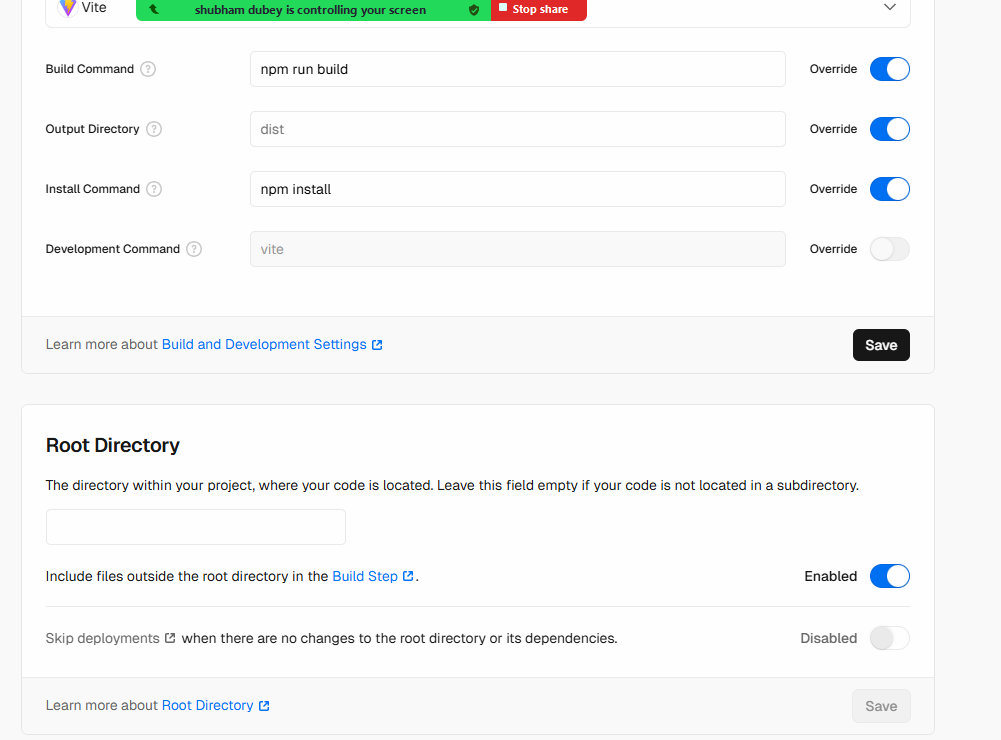 Vite
shubham dubey is controlling your screen
Stop share
Build Command ?
npm run build
Override
Output Directory ?
dist
Override
Install Command ?
npm install
Override
Development Command ?
vite
Override
Learn more about Build and Development Settings
Save
Root Directory
The directory within your project, where your code is located. Leave this field empty if your code is not located in a subdirectory.
Include files outside the root directory in the Build Step .
Enabled
Skip deployments when there are no changes to the root directory or its dependencies.
Disabled
Learn more about Root Directory
Save